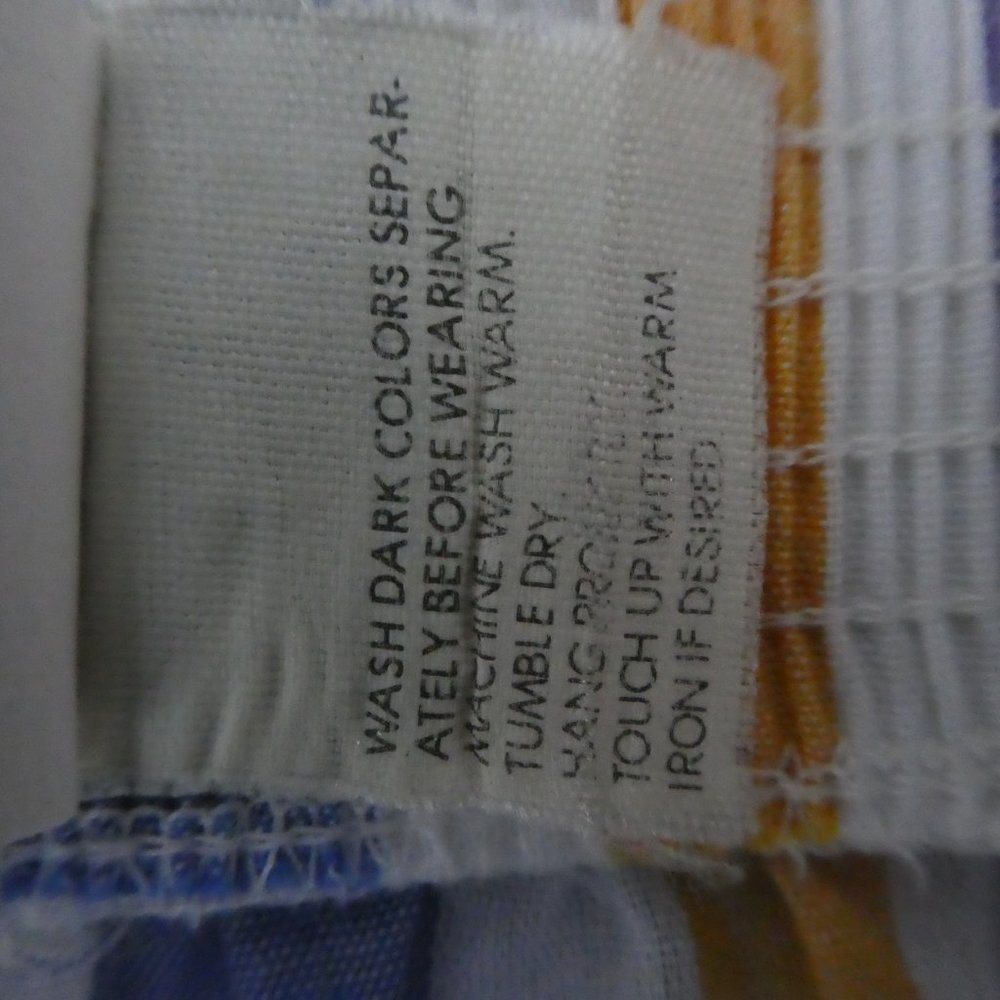 WASH DARK COLORS SEPAR-
ATELY BEFORE WEARING
MACHINE WASH WARM.
TUMBLE DRY
HANG PROMPTLY
TOUCH UP WITH WARM
IRON IF DESIRED